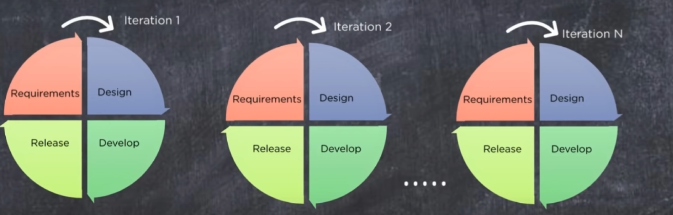 Iteration 1
Requirements
Design
Release
Develop
Iteration 2
Requirements
Design
Release
Develop
.....
Iteration N
Requirements
Design
Release
Develop